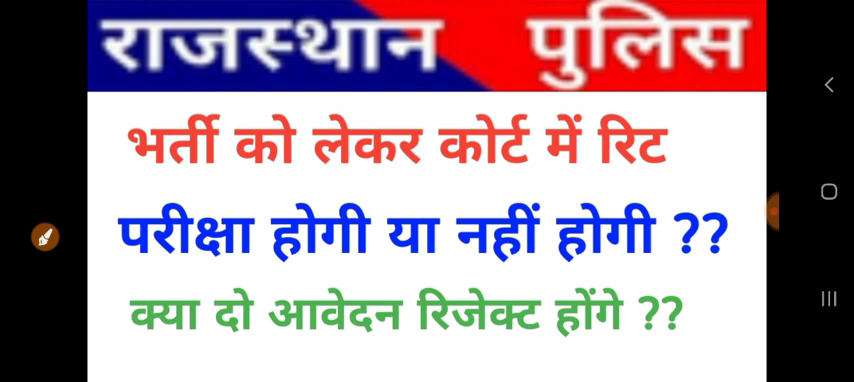 राजस्थान पुलिस
भर्ती को लेकर कोर्ट में रिट
परीक्षा होगी या नहीं होगी ??
क्या दो आवेदन रिजेक्ट होंगे ??